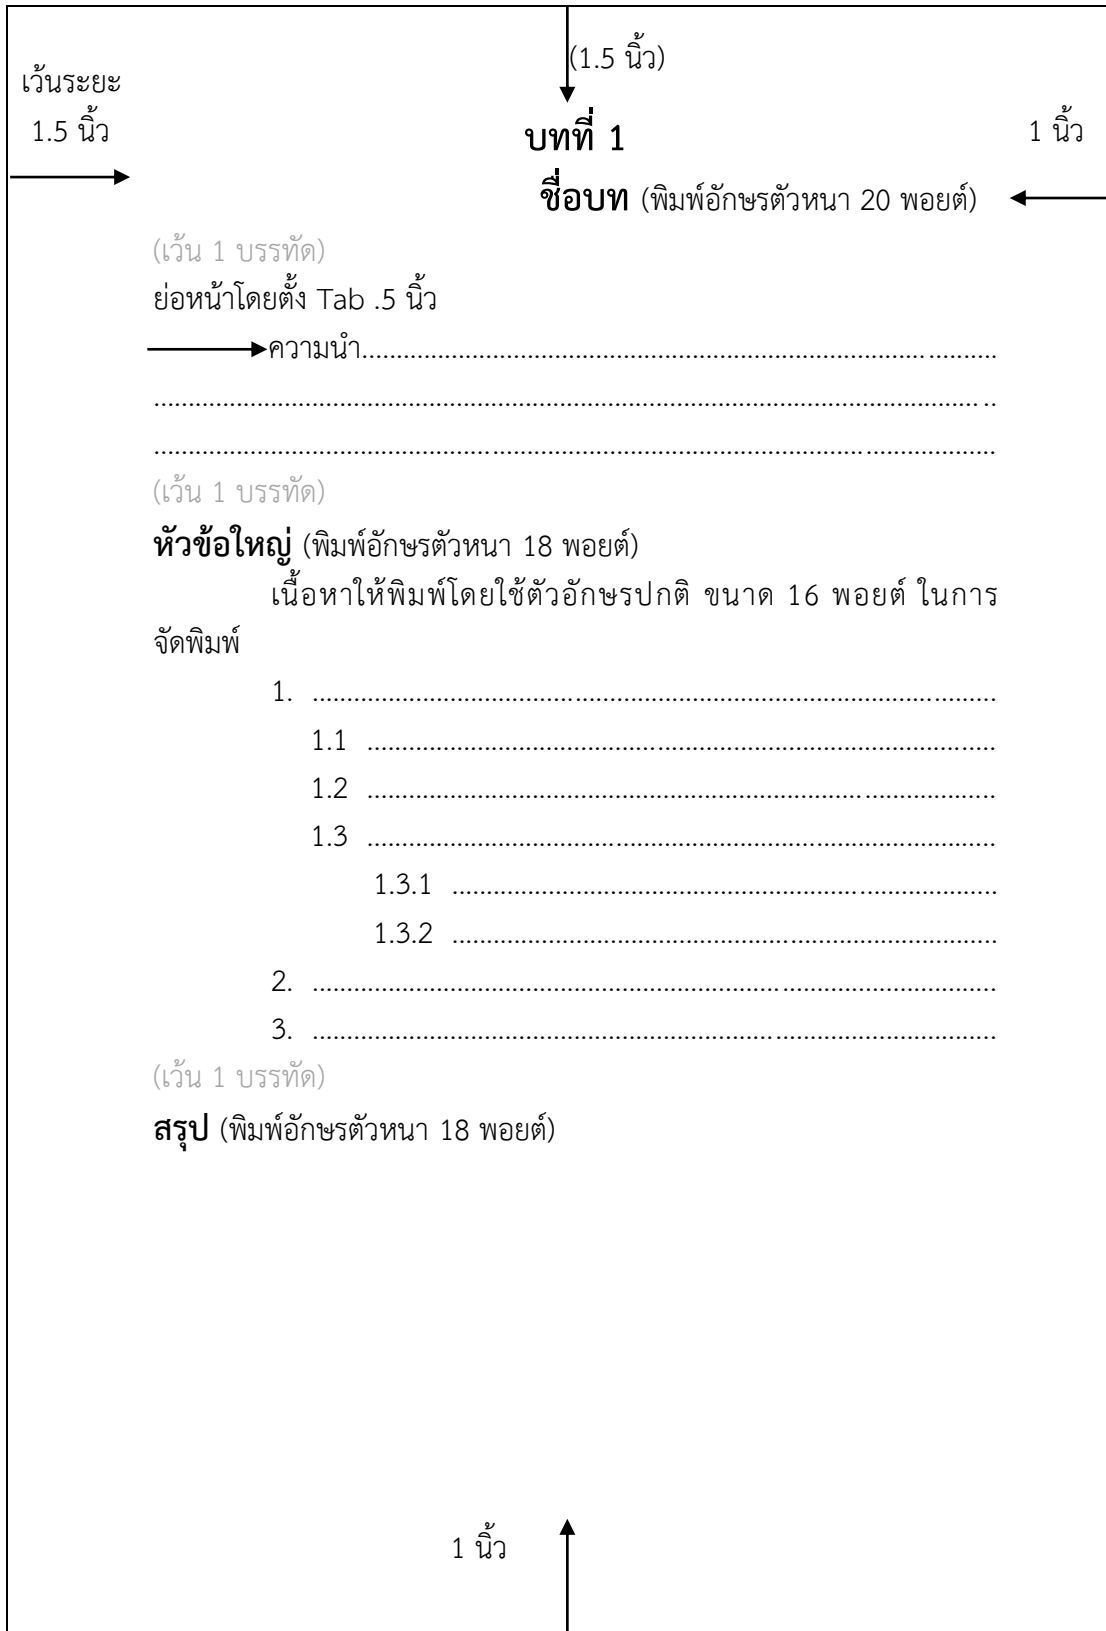 (1.5 นิ้ว)
เว้นระยะ
1.5 นิ้ว
บทที่ 1
1 นิ้ว
ชื่อบท (พิมพ์อักษรตัวหนา 20 พอยต์)
(เว้น 1 บรรทัด)
ย่อหน้าโดยตั้ง Tab .5 นิ้ว
ความนำ...........................................................................................
..........................................................................................................................
..........................................................................................................................
(เว้น 1 บรรทัด)
หัวข้อใหญ่ (พิมพ์อักษรตัวหนา 18 พอยต์)
เนื้อหาให้พิมพ์โดยใช้ตัวอักษรปกติ ขนาด 16 พอยต์ ในการ
จัดพิมพ์
1. ...................................................................................................
1.1 ...........................................................................................
1.2 ...........................................................................................
1.3 ...........................................................................................
1.3.1 ...............................................................................
1.3.2 ...............................................................................
2. ...................................................................................................
3. ...................................................................................................
(เว้น 1 บรรทัด)
สรุป (พิมพ์อักษรตัวหนา 18 พอยต์)
1 นิ้ว